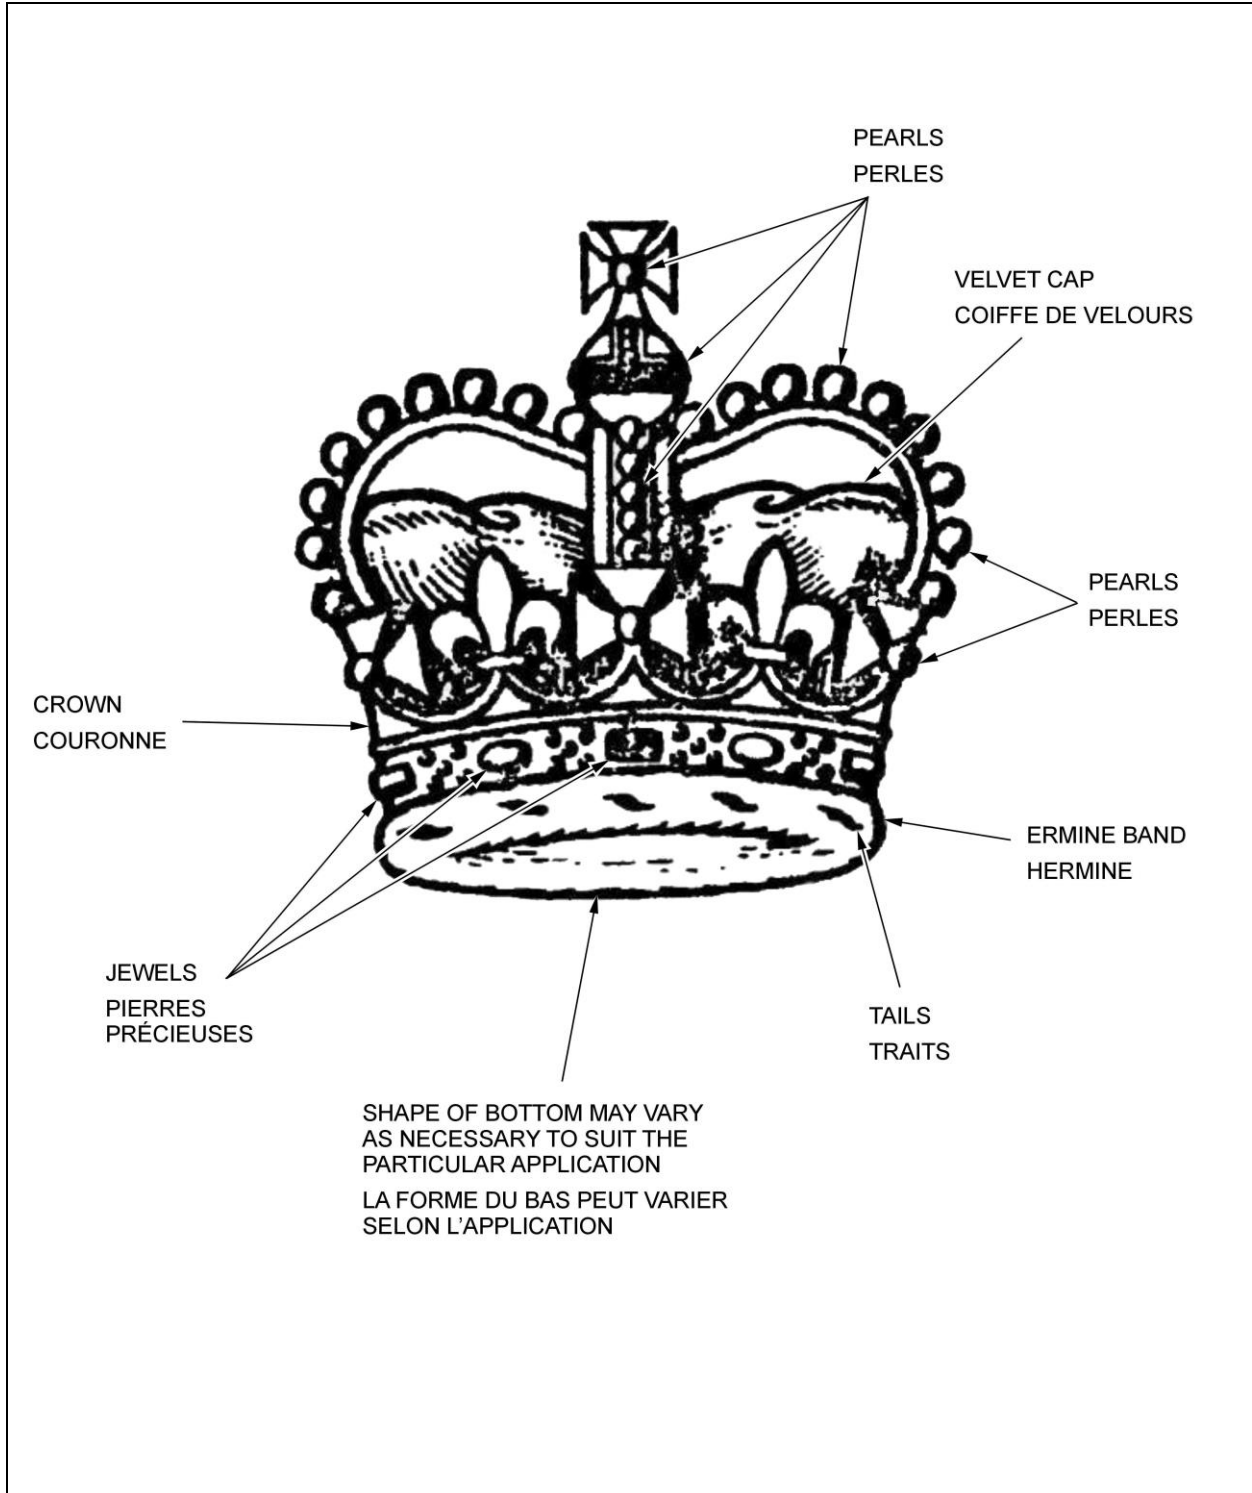 PEARLS
PERLES
VELVET CAP
COIFFE DE VELOURS
PEARLS
PERLES
CROWN
COURONNE
ERMINE BAND
HERMINE
JEWELS
PIERRES
PRÉCIEUSES
TAILS
TRAITS
SHAPE OF BOTTOM MAY VARY
AS NECESSARY TO SUIT THE
PARTICULAR APPLICATION
LA FORME DU BAS PEUT VARIER
SELON L'APPLICATION